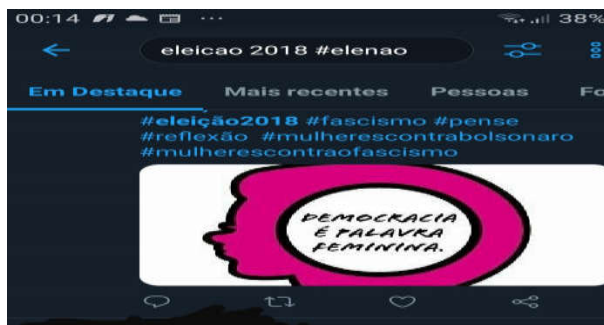 00:14 ... 38%
eleicao 2018 #elenao
Em Destaque Mais recentes Pessoas Fo
#eleição2018 #fascismo #pense
#reflexão #mulherescontrabolsonaro
#mulherescontraofascismo
DEMOCRACIA
É PALAVRA
FEMININA.